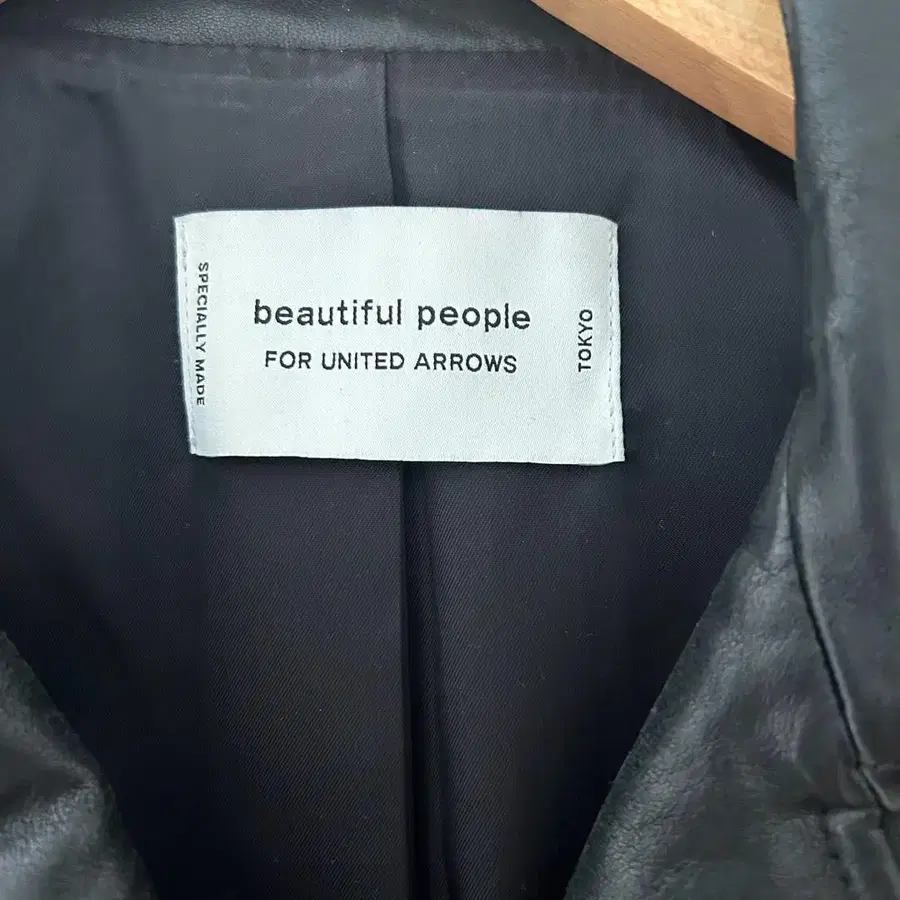 SPECIALLY MADE
beautiful people
FOR UNITED ARROWS
TOKYO